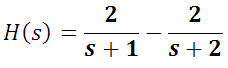 H(s) = 2/(s + 1) − 2/(s + 2)